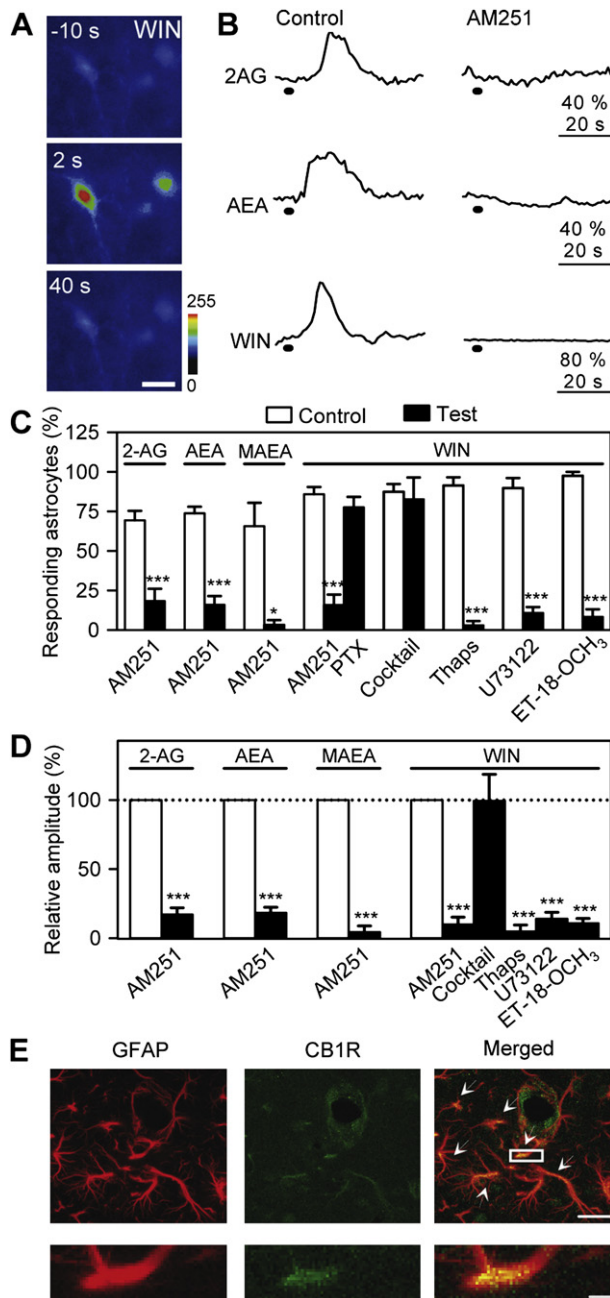 A
-10 s WIN
2 s
40 s
255
0
B
Control AM251
2AG
40 %
20 s
AEA
40 %
20 s
WIN
80 %
20 s
C
Control Test
Responding astrocytes (%)
125
100
75
50
25
0
2-AG AEA MAEA WIN
*** *** * *** *** *** ***
AM251 AM251 AM251 AM251 PTX Cocktail Thaps U73122 ET-18-OCH3
D
Relative amplitude (%)
100
50
0
2-AG AEA MAEA WIN
*** *** *** *** *** *** ***
AM251 AM251 AM251 AM251 Cocktail Thaps U73122 ET-18-OCH3
E
GFAP CB1R Merged